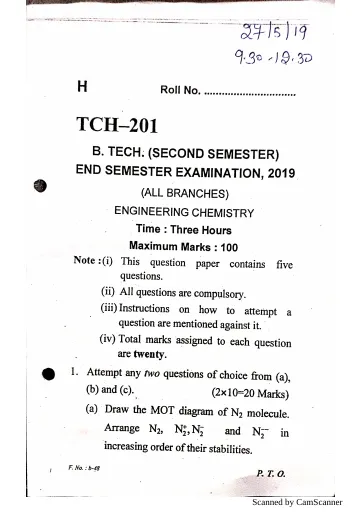 27/5/19
9.30 - 12.30
H Roll No. ................................
TCH–201
B. TECH. (SECOND SEMESTER)
END SEMESTER EXAMINATION, 2019
(ALL BRANCHES)
ENGINEERING CHEMISTRY
Time : Three Hours
Maximum Marks : 100
Note : (i) This question paper contains five
questions.
(ii) All questions are compulsory.
(iii) Instructions on how to attempt a
question are mentioned against it.
(iv) Total marks assigned to each question
are twenty.
1. Attempt any two questions of choice from (a),
(b) and (c). (2×10=20 Marks)
(a) Draw the MOT diagram of N₂ molecule.
Arrange N₂, N₂⁺, N₂⁻ and N₂⁻⁻ in
increasing order of their stabilities.
F. No. : b-48
P. T. O.
Scanned by CamScanner